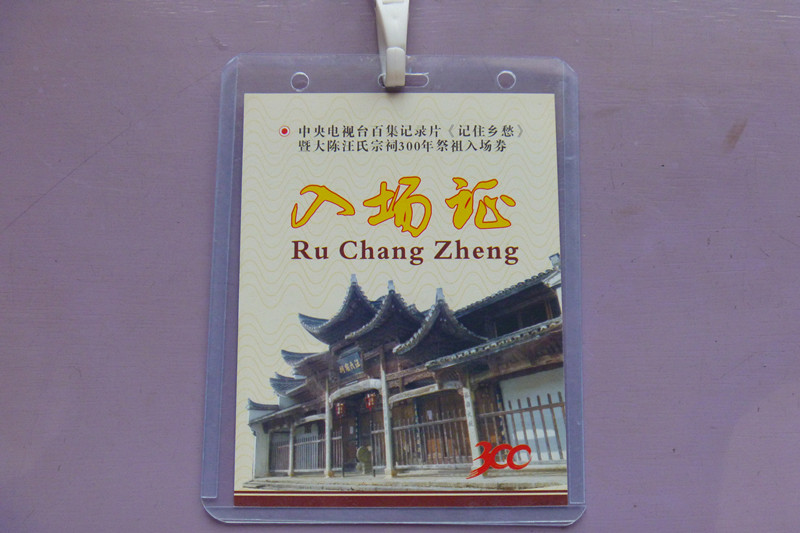 中央电视台百集记录片《记住乡愁》
暨大陈汪氏宗祠300年祭祖入场券
入场证
Ru Chang Zheng
300